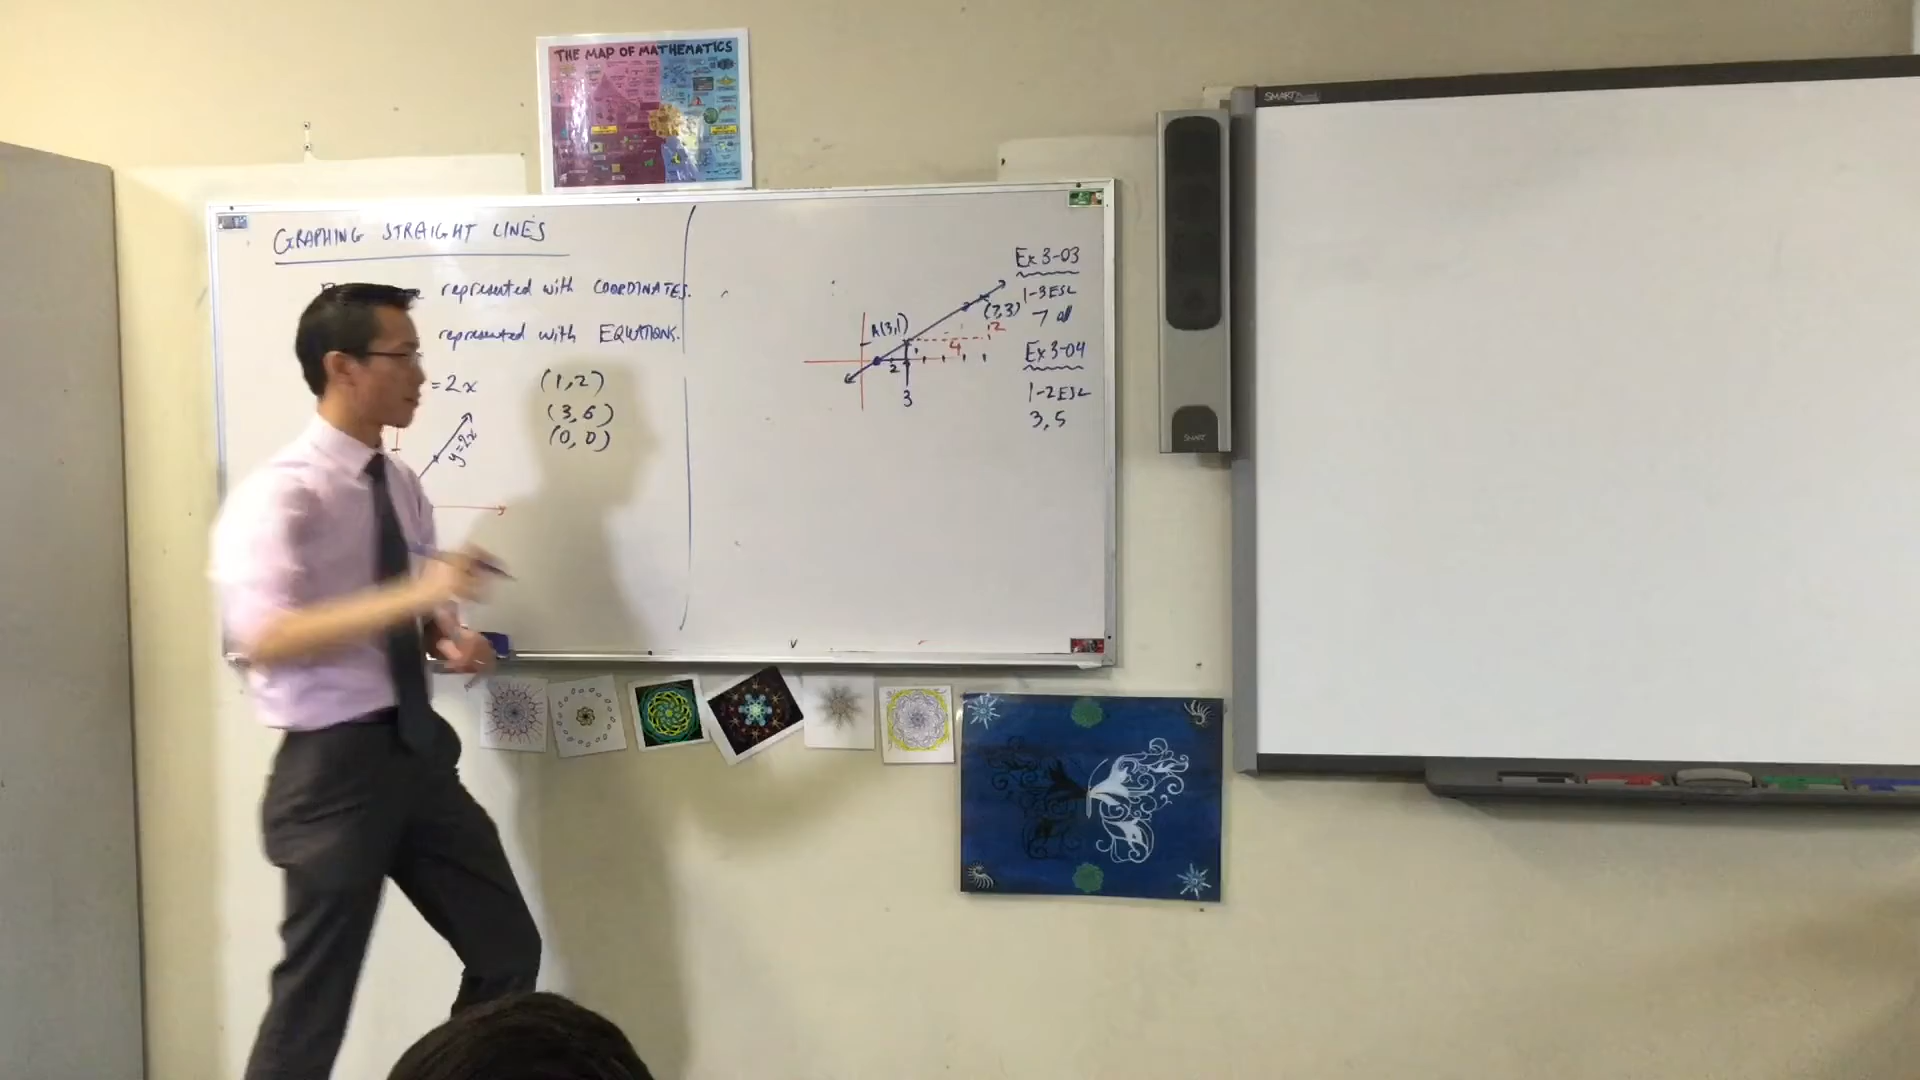 THE MAP OF MATHEMATICS
SMART
GRAPHING STRAIGHT LINES
represented with COORDINATES.
represented with EQUATIONS.
=2x
(1,2)
(3,6)
(0,0)
y=2x
A(3,1)
(7,3)
2
4
2
3
Ex 3-03
1-3 ESL
7 all
Ex 3-04
1-2 ESL
3,5
SMART